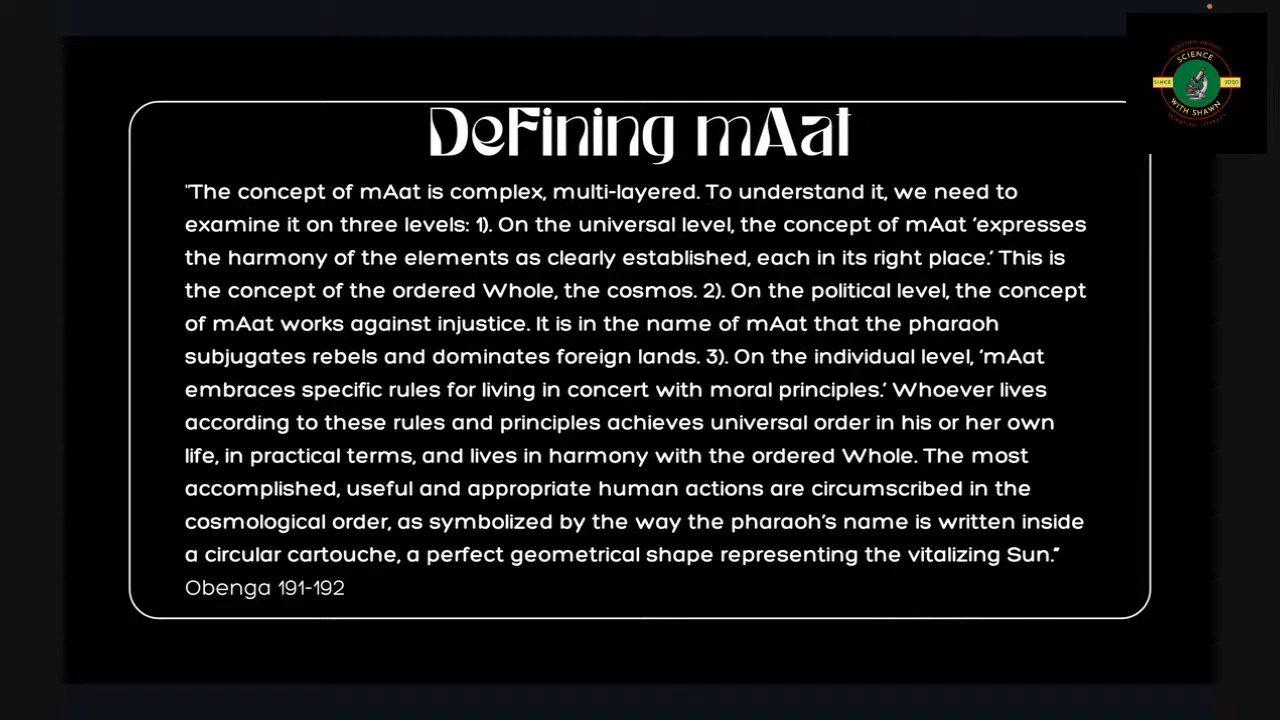 SCIENTIFIC INQUIRY
SCIENCE
SINCE 2020
WITH SHAWN
SCIENTIFIC LITERACY
DeFining mAat
"The concept of mAat is complex, multi-layered. To understand it, we need to
examine it on three levels: 1). On the universal level, the concept of mAat ‘expresses
the harmony of the elements as clearly established, each in its right place.’ This is
the concept of the ordered Whole, the cosmos. 2). On the political level, the concept
of mAat works against injustice. It is in the name of mAat that the pharaoh
subjugates rebels and dominates foreign lands. 3). On the individual level, ‘mAat
embraces specific rules for living in concert with moral principles.’ Whoever lives
according to these rules and principles achieves universal order in his or her own
life, in practical terms, and lives in harmony with the ordered Whole. The most
accomplished, useful and appropriate human actions are circumscribed in the
cosmological order, as symbolized by the way the pharaoh’s name is written inside
a circular cartouche, a perfect geometrical shape representing the vitalizing Sun.”
Obenga 191-192